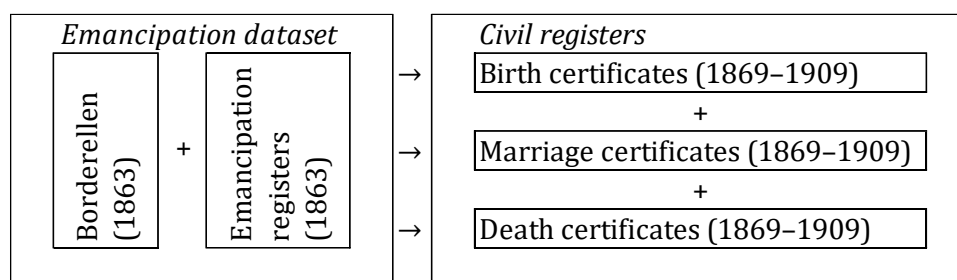 Emancipation dataset
Borderellen
(1863)
+
Emancipation
registers
(1863)
→
→
→
Civil registers
Birth certificates (1869–1909)
+
Marriage certificates (1869–1909)
+
Death certificates (1869–1909)